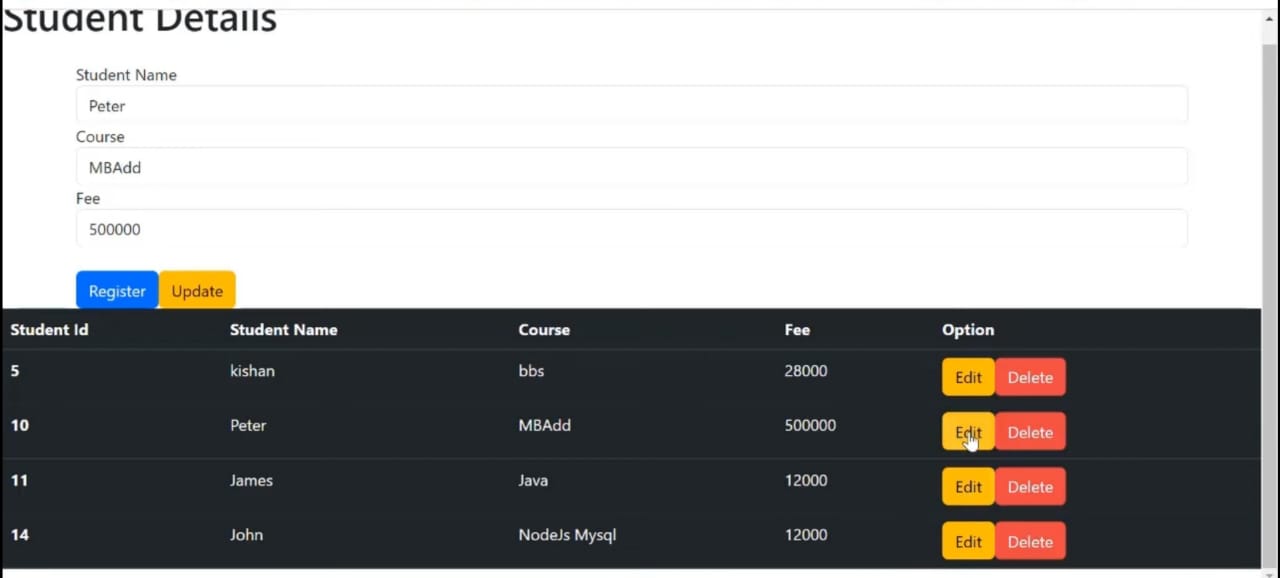 Student Details
Student Name
Peter
Course
MBAdd
Fee
500000
Register Update
Student Id Student Name Course Fee Option
5 kishan bbs 28000 Edit Delete
10 Peter MBAdd 500000 Edit Delete
11 James Java 12000 Edit Delete
14 John NodeJs Mysql 12000 Edit Delete